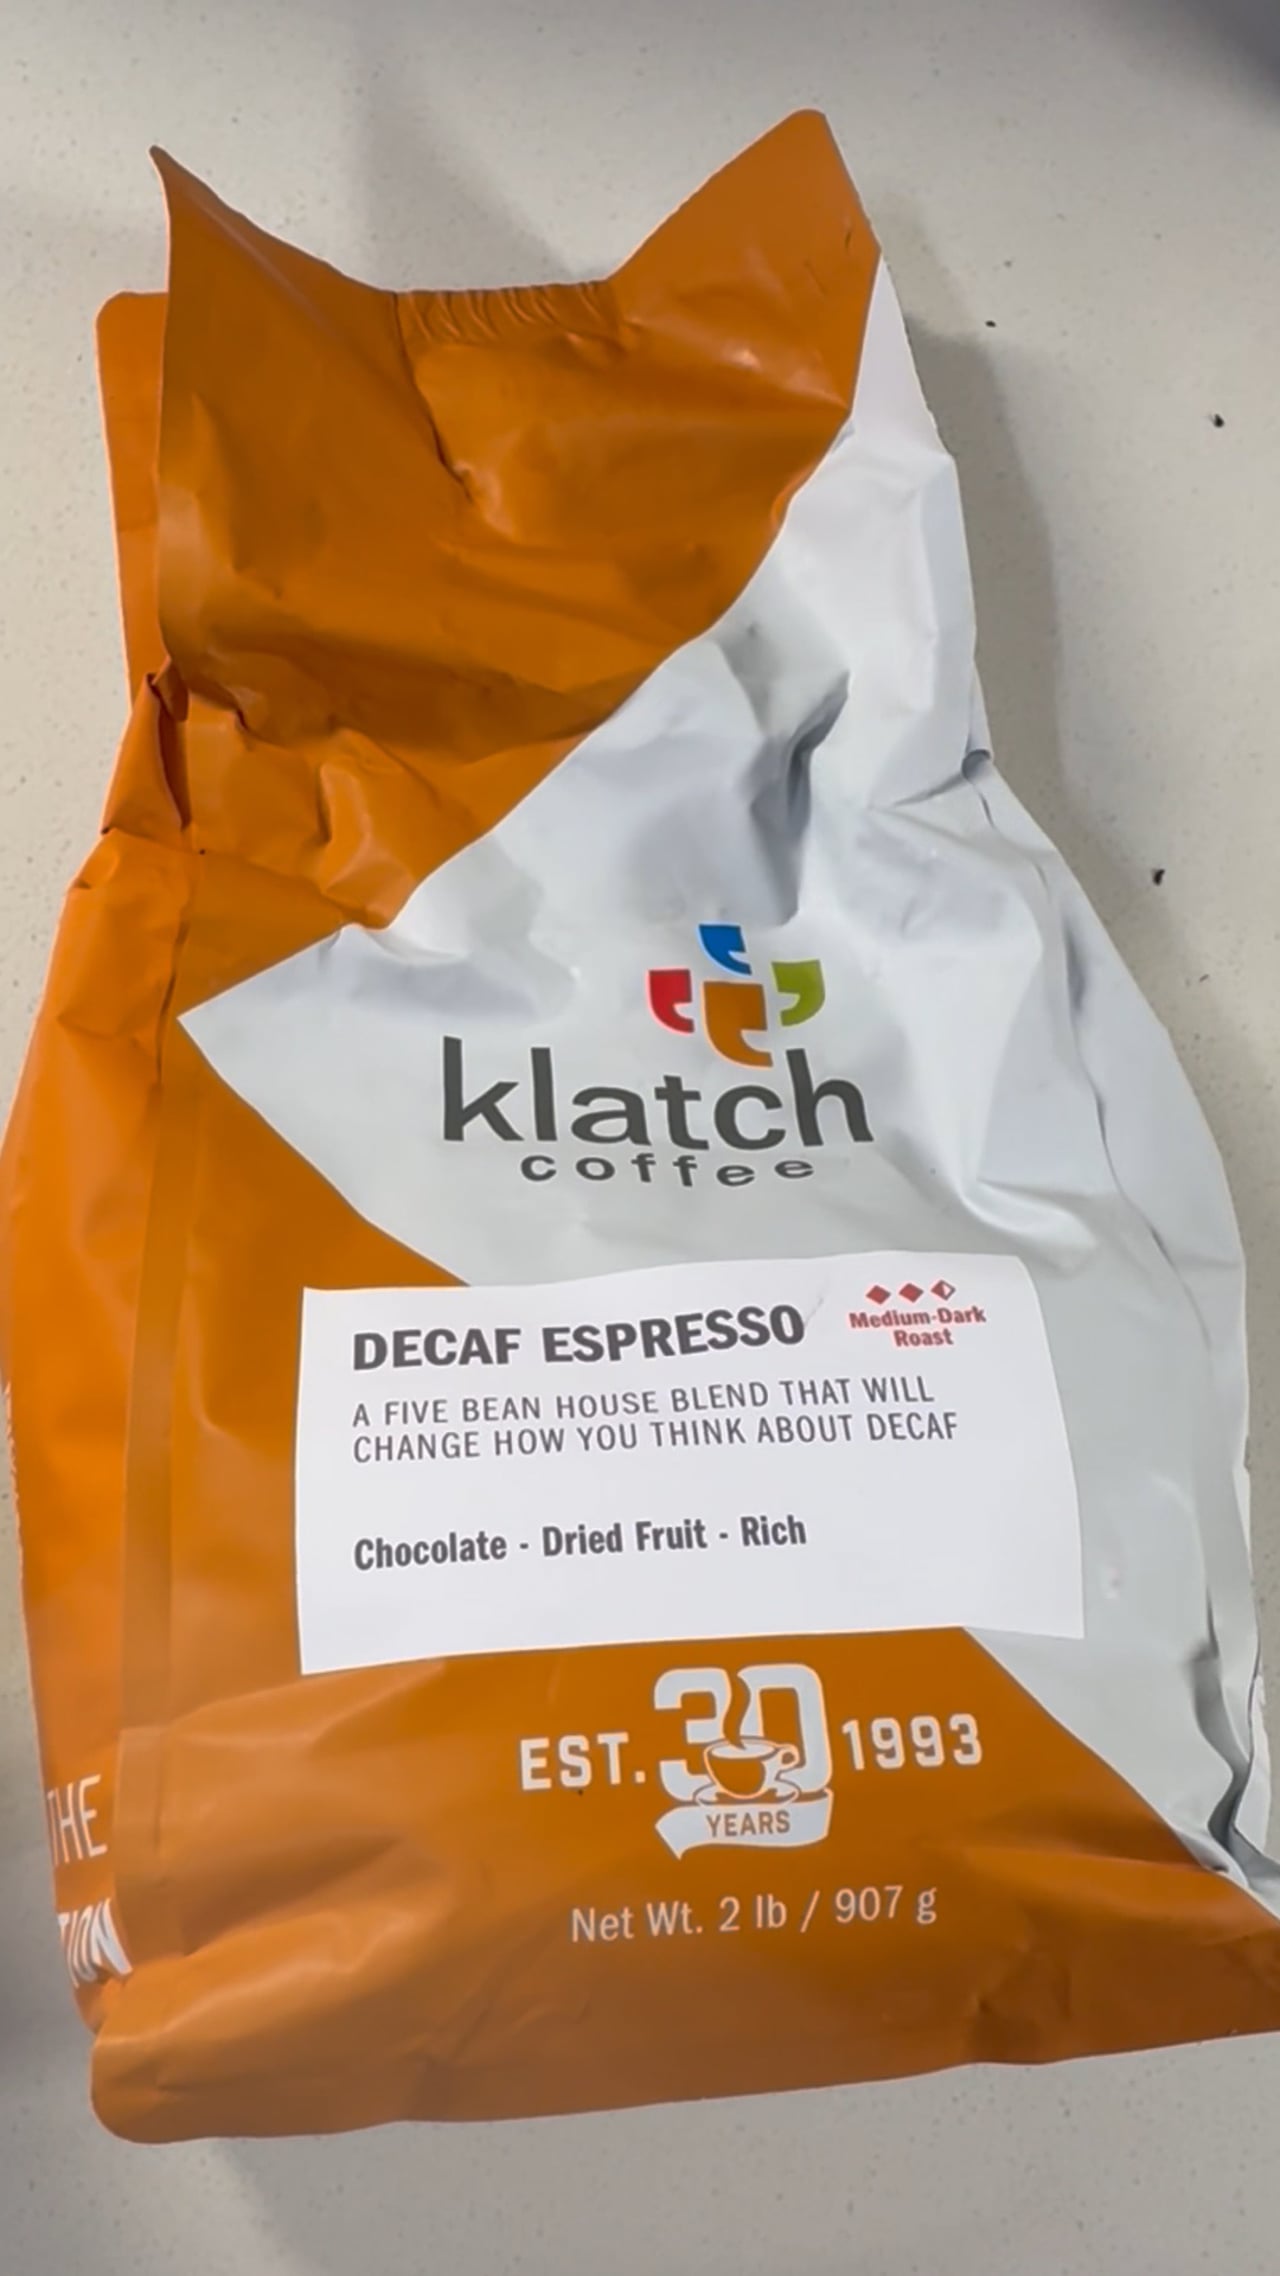 klatch
coffee
DECAF ESPRESSO
Medium-Dark
Roast
A FIVE BEAN HOUSE BLEND THAT WILL
CHANGE HOW YOU THINK ABOUT DECAF
Chocolate - Dried Fruit - Rich
EST. 30 1993
YEARS
Net Wt. 2 lb / 907 g
THE